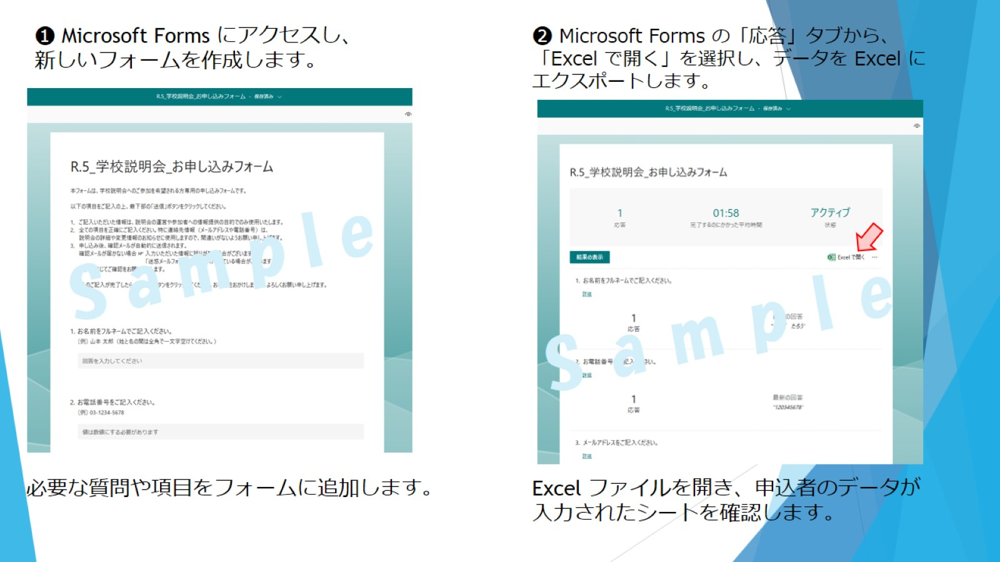 ❶ Microsoft Forms にアクセスし、
新しいフォームを作成します。
R.5_学校説明会_お申し込みフォーム - 保存済み
R.5_学校説明会_お申し込みフォーム
本フォームは、学校説明会へのご参加を希望される方専用の申し込みフォームです。
以下の項目をご記入の上、最下部の「送信」ボタンをクリックしてください。
1. ご記入いただいた情報は、説明会の運営や参加者への情報提供の目的でのみ使用いたします。
2. 全ての項目を正確にご記入ください。特に連絡先情報（メールアドレスや電話番号）は、
説明会の詳細や変更情報のお知らせに使用しますので、間違いがないようお願い申し上げます。
3. 申し込み後、確認メールが自動的に送信されます。
確認メールが届かない場合 ☞ 入力いただいた情報に誤りが
「迷惑メールフォ ている場合が
じてご確認をお願 します。
のご記入が完了したら タンをクリッ てくだ お をおかけしま よろしくお願い申し上げます。
Sample
1. お名前をフルネームでご記入ください。
〔例〕山本 太郎（姓と名の間は全角で一文字空けてください。）
回答を入力してください
2. お電話番号をご記入ください。
〔例〕03-1234-5678
値は数値にする必要があります
必要な質問や項目をフォームに追加します。
❷ Microsoft Forms の「応答」タブから、
「Excel で開く」を選択し、データを Excel に
エクスポートします。
R.5_学校説明会_お申し込みフォーム - 保存済み
R.5_学校説明会_お申し込みフォーム
1 01:58 アクティブ
応答 完了するのにかかった平均時間 状態
結果の表示 Excel で開く …
1. お名前をフルネームでご記入ください。
詳細
1 の回答
応答 たろう"
Sample
2. お電話番号 記入 さい。
詳細
1 最新の回答
応答 "120345678"
3. メールアドレスをご記入ください。
詳細
Excel ファイルを開き、申込者のデータが
入力されたシートを確認します。